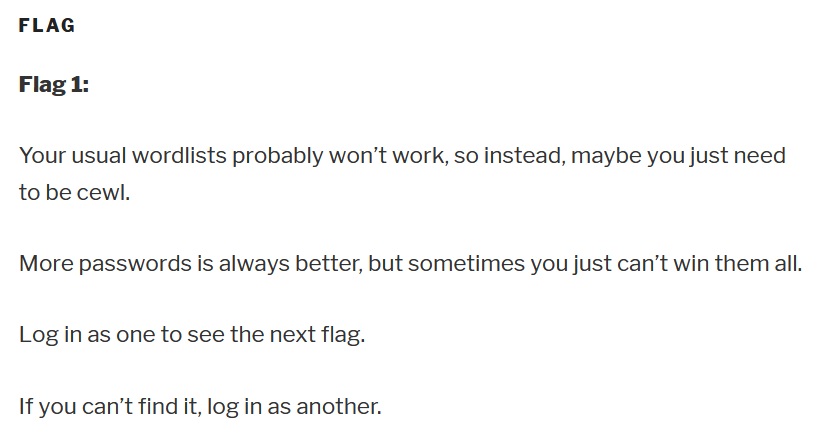 FLAG
Flag 1:
Your usual wordlists probably won’t work, so instead, maybe you just need
to be cewl.
More passwords is always better, but sometimes you just can’t win them all.
Log in as one to see the next flag.
If you can’t find it, log in as another.